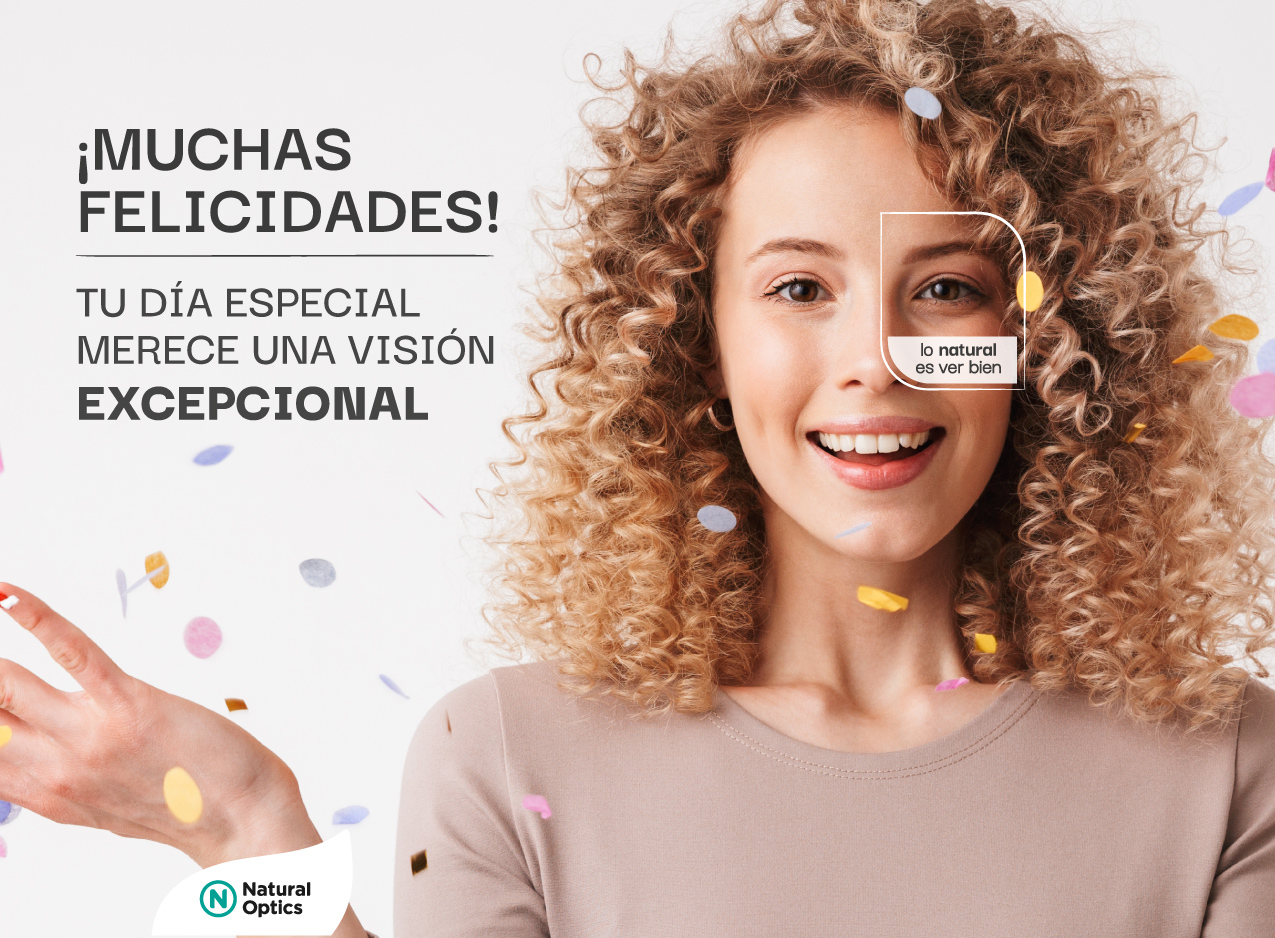 ¡MUCHAS
FELICIDADES!
TU DÍA ESPECIAL
MERECE UNA VISIÓN
EXCEPCIONAL
lo natural
es ver bien
N
Natural
Optics